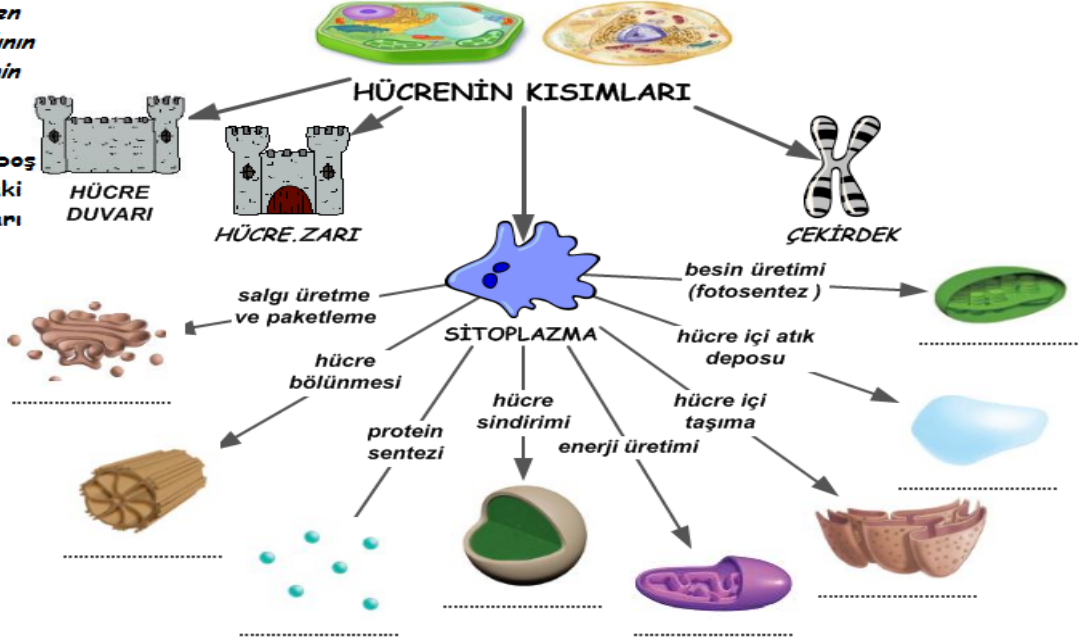 HÜCRENİN KISIMLARI
HÜCRE
DUVARI
HÜCRE.ZARI
ÇEKİRDEK
SİTOPLAZMA
salgı üretme
ve paketleme
hücre
bölünmesi
protein
sentezi
hücre
sindirimi
enerji üretimi
hücre içi
taşıma
hücre içi atık
deposu
besin üretimi
(fotosentez )